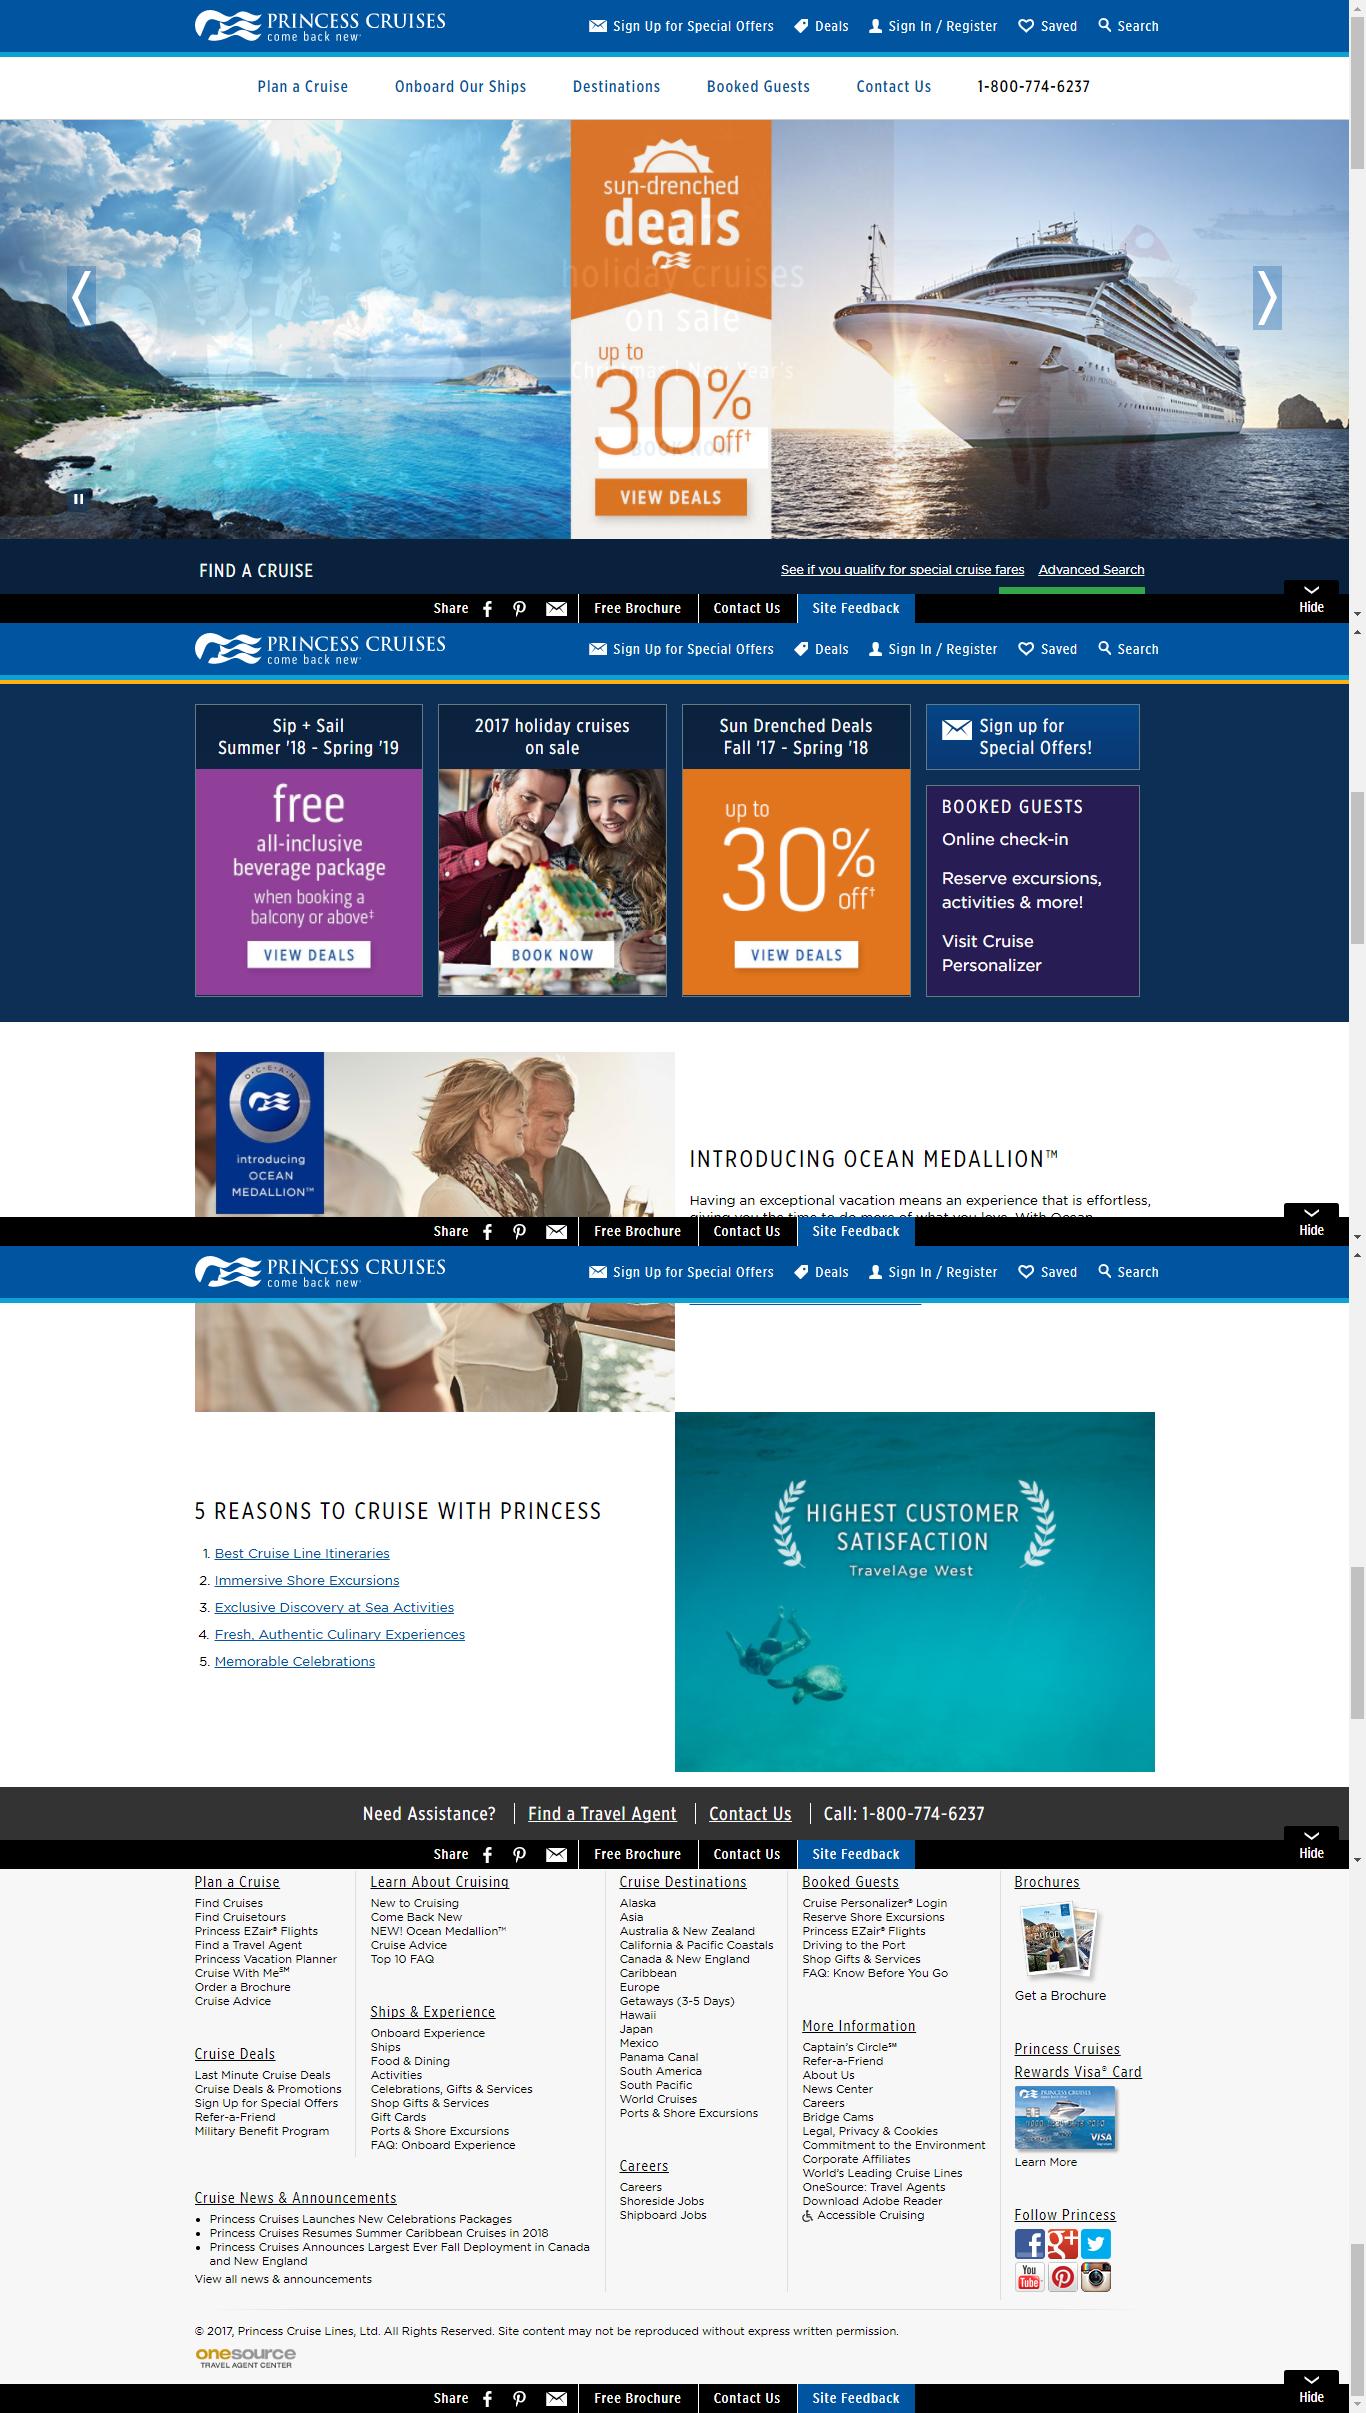 PRINCESS CRUISES
come back new
Sign Up for Special Offers Deals Sign In / Register Saved Search
Plan a Cruise Onboard Our Ships Destinations Booked Guests Contact Us 1-800-774-6237
sun-drenched
deals
holiday cruises
on sale
up to
Christmas | New Year's
30% off†
BOOK NOW
VIEW DEALS
FIND A CRUISE
See if you qualify for special cruise fares Advanced Search
Share Free Brochure Contact Us Site Feedback Hide
PRINCESS CRUISES
come back new
Sign Up for Special Offers Deals Sign In / Register Saved Search
Sip + Sail
Summer '18 - Spring '19
free
all-inclusive
beverage package
when booking a
balcony or above‡
VIEW DEALS
2017 holiday cruises
on sale
BOOK NOW
Sun Drenched Deals
Fall '17 - Spring '18
up to
30% off†
VIEW DEALS
Sign up for
Special Offers!
BOOKED GUESTS
Online check-in
Reserve excursions,
activities & more!
Visit Cruise
Personalizer
OCEAN
introducing
OCEAN
MEDALLION™
INTRODUCING OCEAN MEDALLION™
Having an exceptional vacation means an experience that is effortless,
giving you the time to do more of what you love. With Ocean
Share Free Brochure Contact Us Site Feedback Hide
PRINCESS CRUISES
come back new
Sign Up for Special Offers Deals Sign In / Register Saved Search
5 REASONS TO CRUISE WITH PRINCESS
1. Best Cruise Line Itineraries
2. Immersive Shore Excursions
3. Exclusive Discovery at Sea Activities
4. Fresh, Authentic Culinary Experiences
5. Memorable Celebrations
HIGHEST CUSTOMER
SATISFACTION
TravelAge West
Need Assistance? Find a Travel Agent Contact Us Call: 1-800-774-6237
Share Free Brochure Contact Us Site Feedback Hide
Plan a Cruise
Find Cruises
Find Cruisetours
Princess EZair® Flights
Find a Travel Agent
Princess Vacation Planner
Cruise With Me℠
Order a Brochure
Cruise Advice
Cruise Deals
Last Minute Cruise Deals
Cruise Deals & Promotions
Sign Up for Special Offers
Refer-a-Friend
Military Benefit Program
Learn About Cruising
New to Cruising
Come Back New
NEW! Ocean Medallion™
Cruise Advice
Top 10 FAQ
Ships & Experience
Onboard Experience
Ships
Food & Dining
Activities
Celebrations, Gifts & Services
Shop Gifts & Services
Gift Cards
Ports & Shore Excursions
FAQ: Onboard Experience
Cruise News & Announcements
• Princess Cruises Launches New Celebrations Packages
• Princess Cruises Resumes Summer Caribbean Cruises in 2018
• Princess Cruises Announces Largest Ever Fall Deployment in Canada
and New England
View all news & announcements
Cruise Destinations
Alaska
Asia
Australia & New Zealand
California & Pacific Coastals
Canada & New England
Caribbean
Europe
Getaways (3-5 Days)
Hawaii
Japan
Mexico
Panama Canal
South America
South Pacific
World Cruises
Ports & Shore Excursions
Careers
Careers
Shoreside Jobs
Shipboard Jobs
Booked Guests
Cruise Personalizer® Login
Reserve Shore Excursions
Princess EZair® Flights
Driving to the Port
Shop Gifts & Services
FAQ: Know Before You Go
More Information
Captain's Circle℠
Refer-a-Friend
About Us
News Center
Careers
Bridge Cams
Legal, Privacy & Cookies
Commitment to the Environment
Corporate Affiliates
World's Leading Cruise Lines
OneSource: Travel Agents
Download Adobe Reader
Accessible Cruising
Brochures
europe
Get a Brochure
Princess Cruises
Rewards Visa® Card
PRINCESS CRUISES
VISA
Learn More
Follow Princess
You
Tube
© 2017, Princess Cruise Lines, Ltd. All Rights Reserved. Site content may not be reproduced without express written permission.
onesource
TRAVEL AGENT CENTER
Share Free Brochure Contact Us Site Feedback Hide